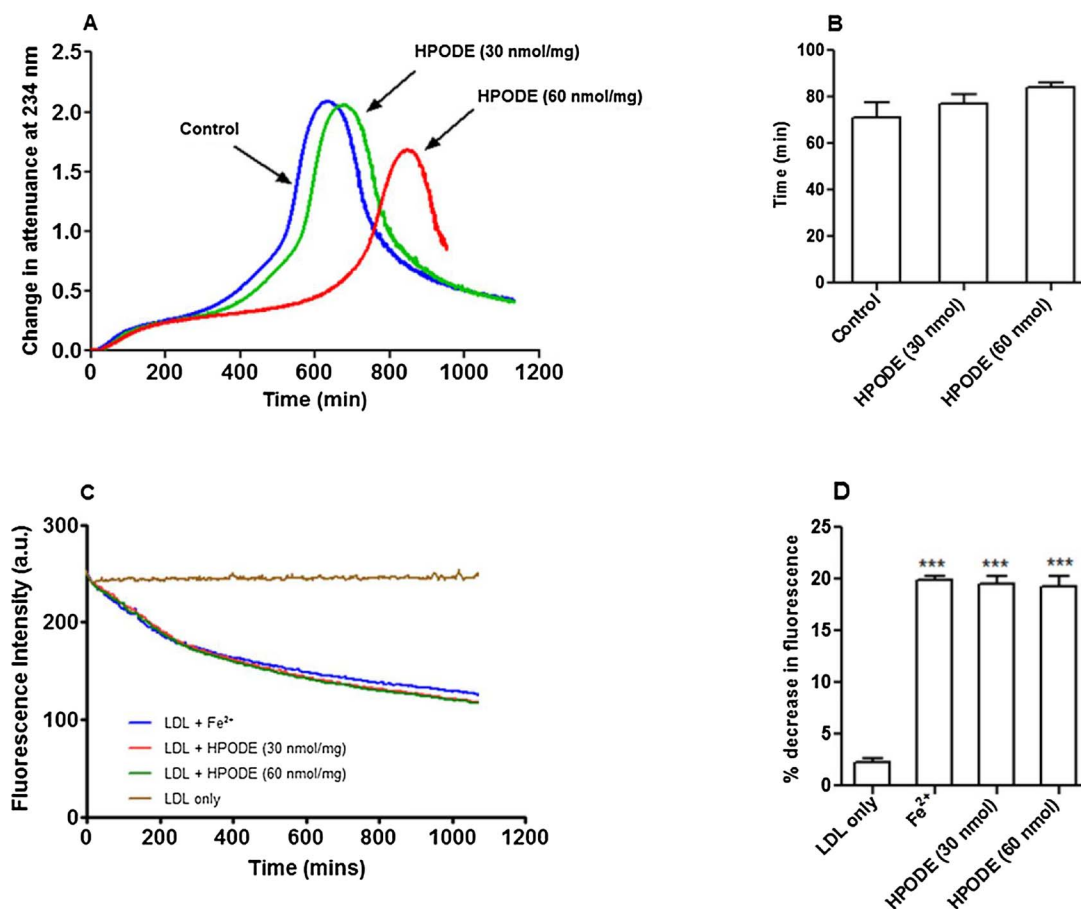 A
Change in attenuance at 234 nm
2.5
2.0
1.5
1.0
0.5
0.0
Control
HPODE (30 nmol/mg)
HPODE (60 nmol/mg)
0 200 400 600 800 1000 1200
Time (min)
B
Time (min)
100
80
60
40
20
0
Control
HPODE (30 nmol)
HPODE (60 nmol)
C
Fluorescence Intensity (a.u.)
300
200
100
0
LDL + Fe²⁺
LDL + HPODE (30 nmol/mg)
LDL + HPODE (60 nmol/mg)
LDL only
0 200 400 600 800 1000 1200
Time (mins)
D
% decrease in fluorescence
25
20
15
10
5
0
*** *** ***
LDL only
Fe²⁺
HPODE (30 nmol)
HPODE (60 nmol)